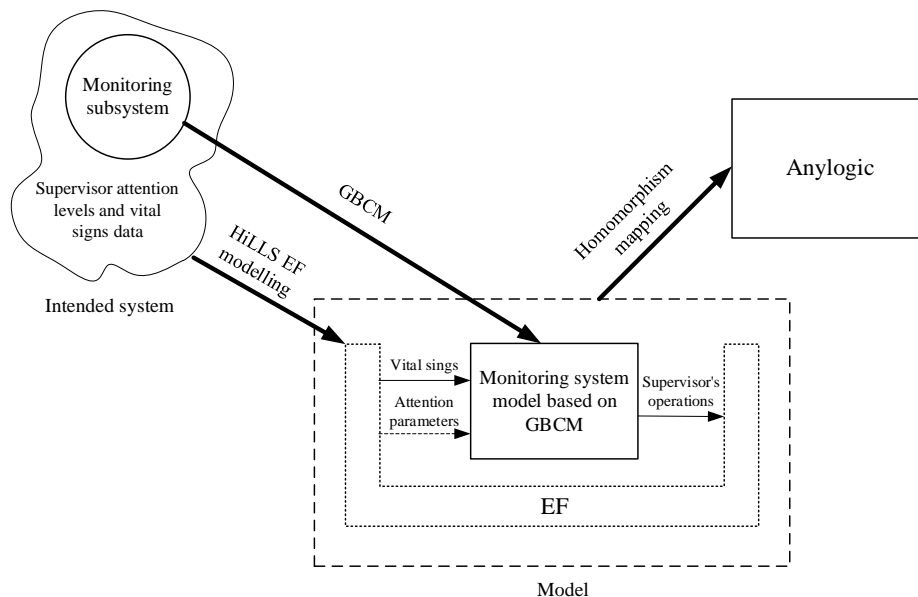 Monitoring
subsystem
Supervisor attention
levels and vital
signs data
Intended system
GBCM
HiLLS EF
modelling
Homomorphism
mapping
Anylogic
Vital sings
Attention
parameters
Monitoring system
model based on
GBCM
Supervisor's
operations
EF
Model